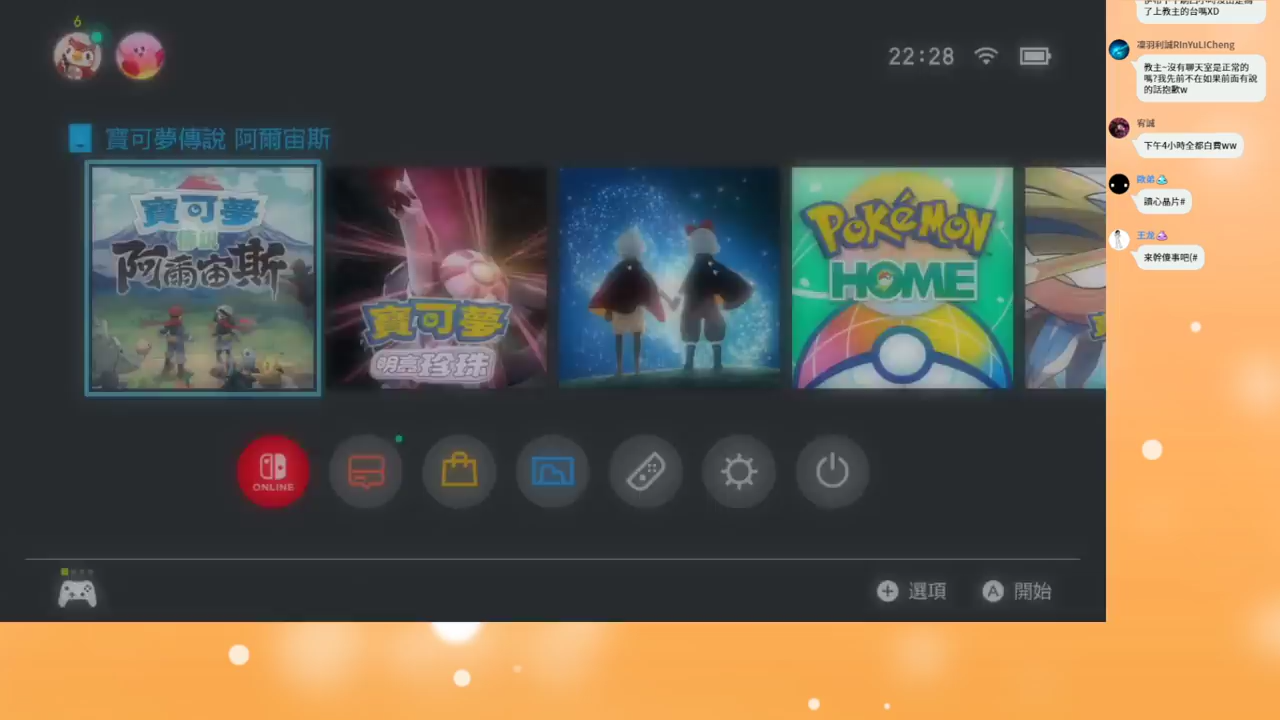 6
22:28
寶可夢傳說 阿爾宙斯
寶可夢
傳說
阿爾宙斯
寶可夢
明亮珍珠
POKéMON
HOME
寶
ONLINE
選項
開始
了上教主的台嗎XD
凜羽利誠RInYuLiCheng
教主~沒有聊天室是正常的
嗎?我先前不在如果前面有說
的話抱歉w
宥誠
下午4小時全都白費ww
讀心晶片#
来幹傻事吧(#